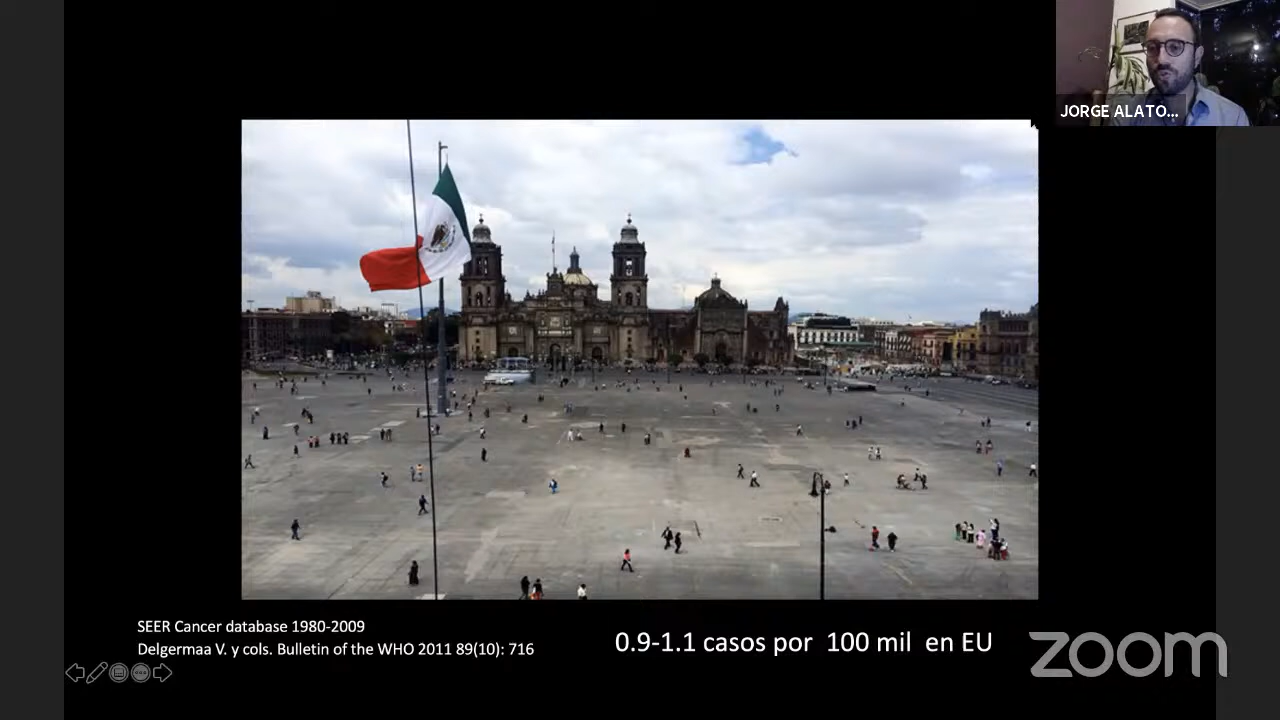 JORGE ALATO...
SEER Cancer database 1980-2009
Delgermaa V. y cols. Bulletin of the WHO 2011 89(10): 716
0.9-1.1 casos por 100 mil en EU
zoom